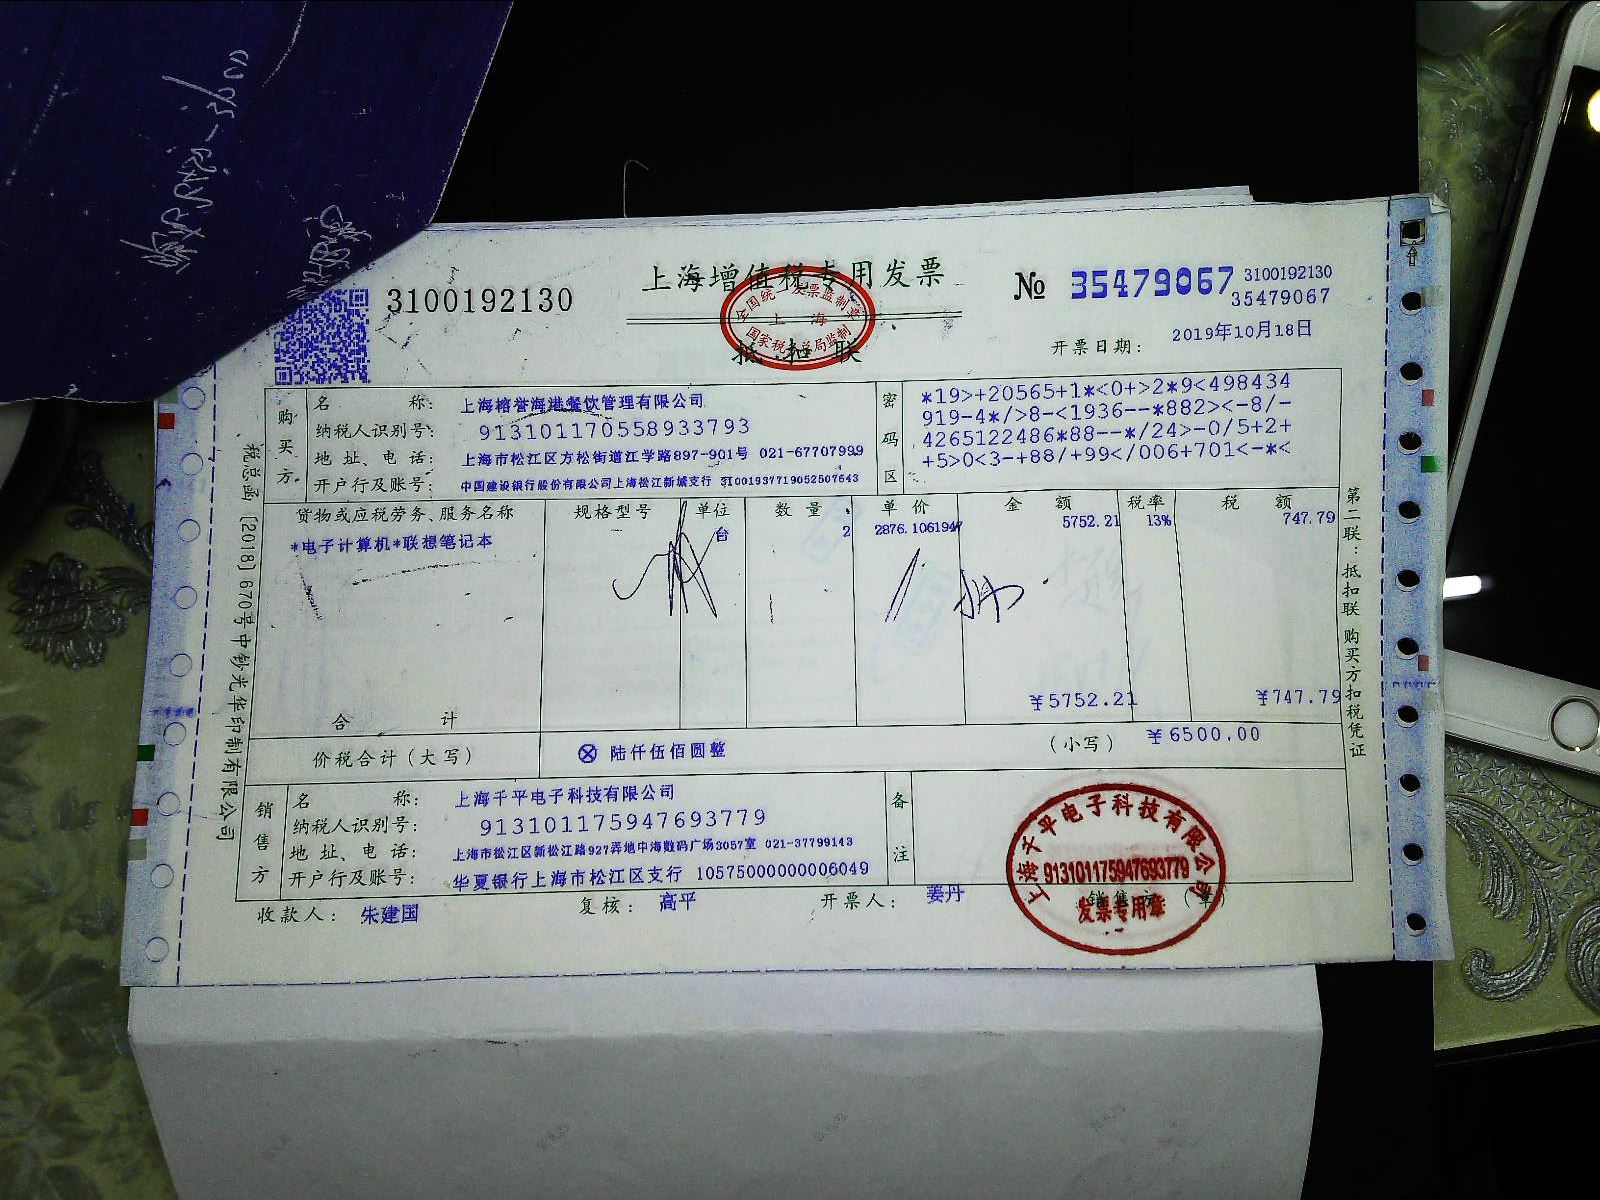 3100192130
上海增值税专用发票
全国统一发票监制章
上海
国家税务总局监制
抵扣联
№ 35479067
3100192130
35479067
开票日期: 2019年10月18日
购买方
名称: 上海榕誉海港餐饮管理有限公司
纳税人识别号: 913101170558933793
地址、电话: 上海市松江区方松街道江学路897-901号 021-67707999
开户行及账号: 中国建设银行股份有限公司上海松江新城支行 31001937719052507643
密码区
*19>+20565+1*<0+>2*9<498434
919-4*/>8-<1936--*882><-8/-
4265122486*88--*/24>-0/5+2+
+5>0<3-+88/+99</006+701<-*<
货物或应税劳务、服务名称 规格型号 单位 数量 单价 金额 税率 税额
*电子计算机*联想笔记本 台 2 2876.106194 5752.21 13% 747.79
合计 ¥5752.21 ¥747.79
价税合计(大写) ⊗ 陆仟伍佰圆整 (小写) ¥6500.00
销售方
名称: 上海千平电子科技有限公司
纳税人识别号: 913101175947693779
地址、电话: 上海市松江区新松江路927弄地中海数码广场3057室 021-37799143
开户行及账号: 华夏银行上海市松江区支行 10575000000006049
备注
收款人: 朱建国 复核: 高平 开票人: 姜丹 销售方:(章)
上海千平电子科技有限公司
913101175947693779
发票专用章
税总函[2018]670号中钞光华印制有限公司
第二联:抵扣联 购买方扣税凭证